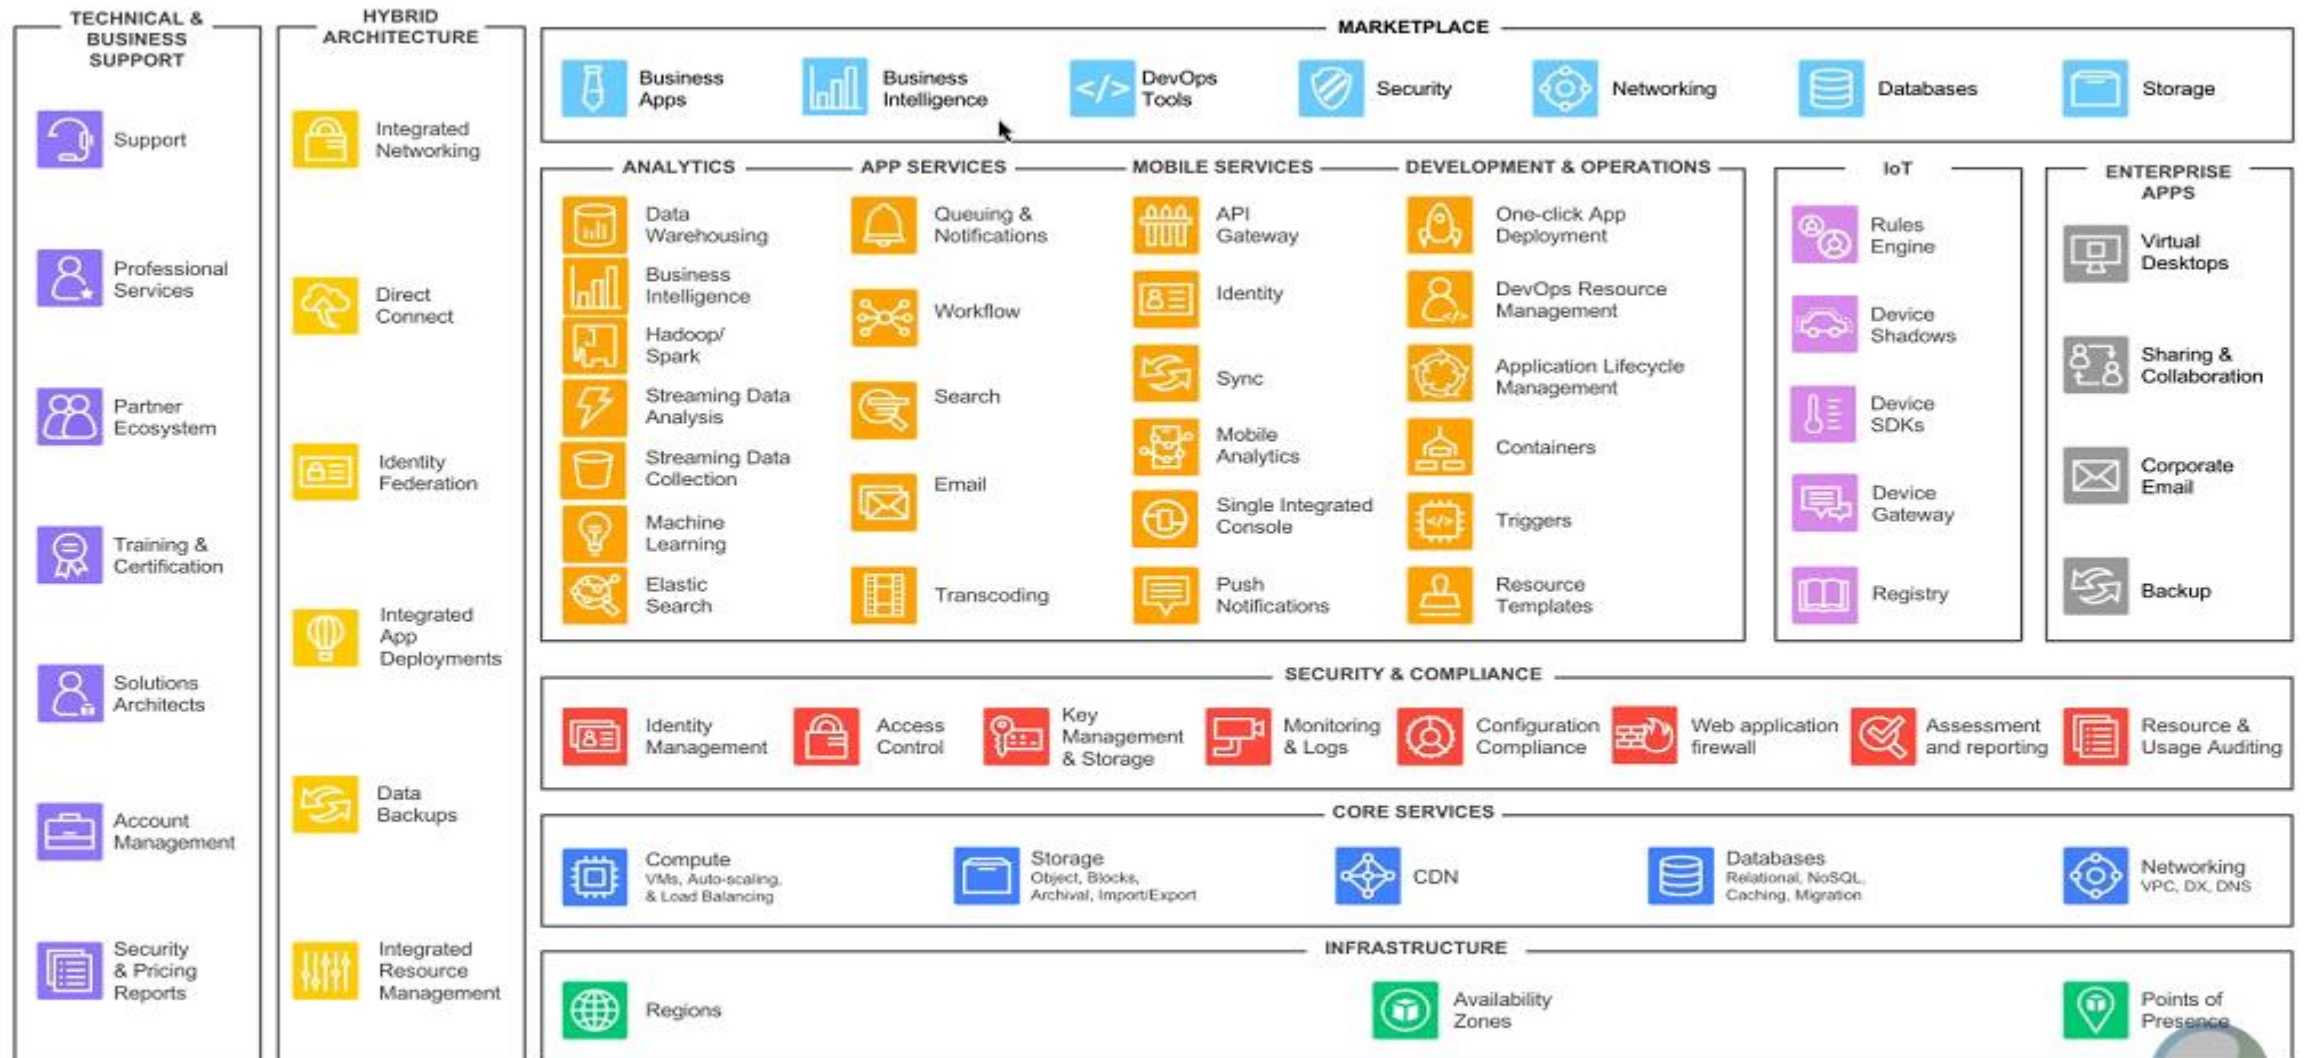 TECHNICAL &
BUSINESS
SUPPORT
Support
Professional
Services
Partner
Ecosystem
Training &
Certification
Solutions
Architects
Account
Management
Security
& Pricing
Reports
HYBRID
ARCHITECTURE
Integrated
Networking
Direct
Connect
Identity
Federation
Integrated
App
Deployments
Data
Backups
Integrated
Resource
Management
MARKETPLACE
Business
Apps
Business
Intelligence
</>
DevOps
Tools
Security
Networking
Databases
Storage
ANALYTICS
Data
Warehousing
Business
Intelligence
Hadoop/
Spark
Streaming Data
Analysis
Streaming Data
Collection
Machine
Learning
Elastic
Search
APP SERVICES
Queuing &
Notifications
Workflow
Search
Email
Transcoding
MOBILE SERVICES
API
Gateway
Identity
Sync
Mobile
Analytics
Single Integrated
Console
Push
Notifications
DEVELOPMENT & OPERATIONS
One-click App
Deployment
DevOps Resource
Management
</>
Application Lifecycle
Management
Containers
</>
Triggers
Resource
Templates
IoT
Rules
Engine
Device
Shadows
Device
SDKs
Device
Gateway
Registry
ENTERPRISE
APPS
Virtual
Desktops
Sharing &
Collaboration
Corporate
Email
Backup
SECURITY & COMPLIANCE
Identity
Management
Access
Control
Key
Management
& Storage
Monitoring
& Logs
Configuration
Compliance
Web application
firewall
Assessment
and reporting
Resource &
Usage Auditing
CORE SERVICES
Compute
VMs, Auto-scaling,
& Load Balancing
Storage
Object, Blocks,
Archival, Import/Export
CDN
Databases
Relational, NoSQL,
Caching, Migration
Networking
VPC, DX, DNS
INFRASTRUCTURE
Regions
Availability
Zones
Points of
Presence